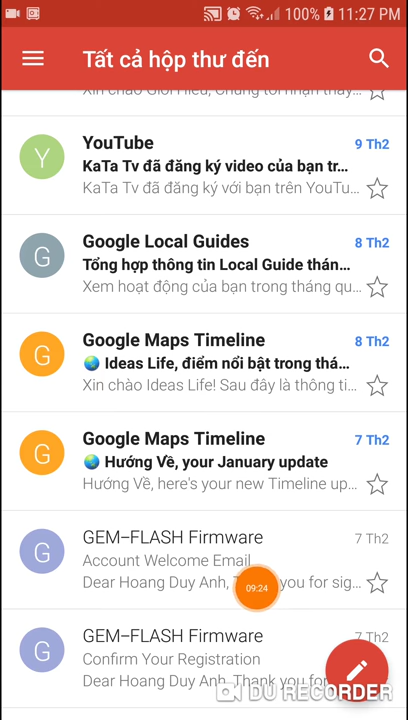 100% 11:27 PM
Tất cả hộp thư đến
Y
YouTube 9 Th2
KaTa Tv đã đăng ký video của bạn tr...
KaTa Tv đã đăng ký với bạn trên YouTu...
G
Google Local Guides 8 Th2
Tổng hợp thông tin Local Guide thán...
Xem hoạt động của bạn trong tháng qu...
G
Google Maps Timeline 8 Th2
Ideas Life, điểm nổi bật trong thá...
Xin chào Ideas Life! Sau đây là thông ti...
G
Google Maps Timeline 7 Th2
Hướng Về, your January update
Hướng Về, here's your new Timeline up...
G
GEM-FLASH Firmware 7 Th2
Account Welcome Email
Dear Hoang Duy Anh, you for sig...
09:24
G
GEM-FLASH Firmware 7 Th2
Confirm Your Registration
Dear Hoang Duy Anh, Thank you fo
DU RECORDER